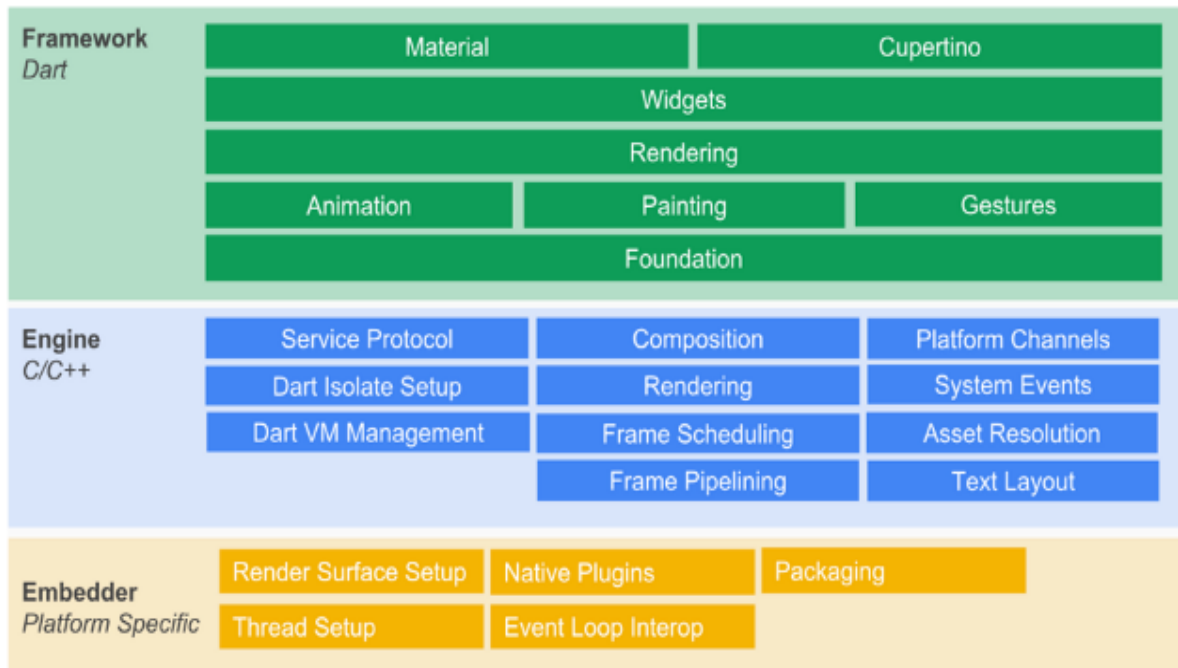 Framework
Dart
Material
Cupertino
Widgets
Rendering
Animation
Painting
Gestures
Foundation
Engine
C/C++
Service Protocol
Composition
Platform Channels
Dart Isolate Setup
Rendering
System Events
Dart VM Management
Frame Scheduling
Asset Resolution
Frame Pipelining
Text Layout
Embedder
Platform Specific
Render Surface Setup
Native Plugins
Packaging
Thread Setup
Event Loop Interop